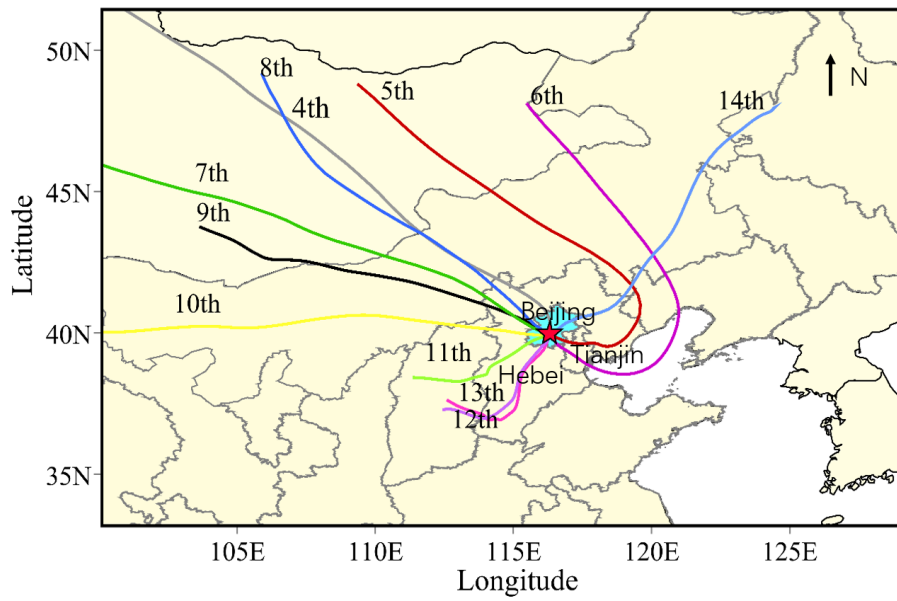 50N
45N
40N
35N
Latitude
8th
4th
5th
6th
14th
N
7th
9th
10th
Beijing
11th
Tianjin
Hebei
13th
12th
105E
110E
115E
120E
125E
Longitude